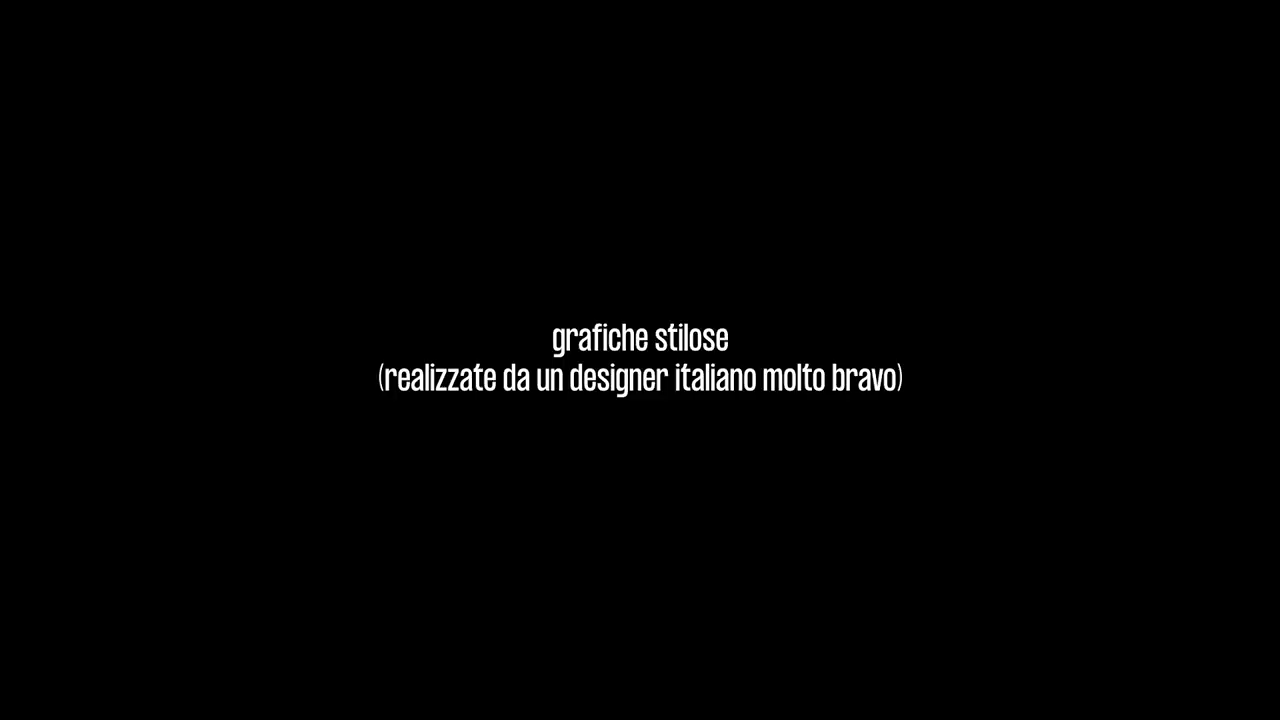 grafiche stilose
(realizzate da un designer italiano molto bravo)